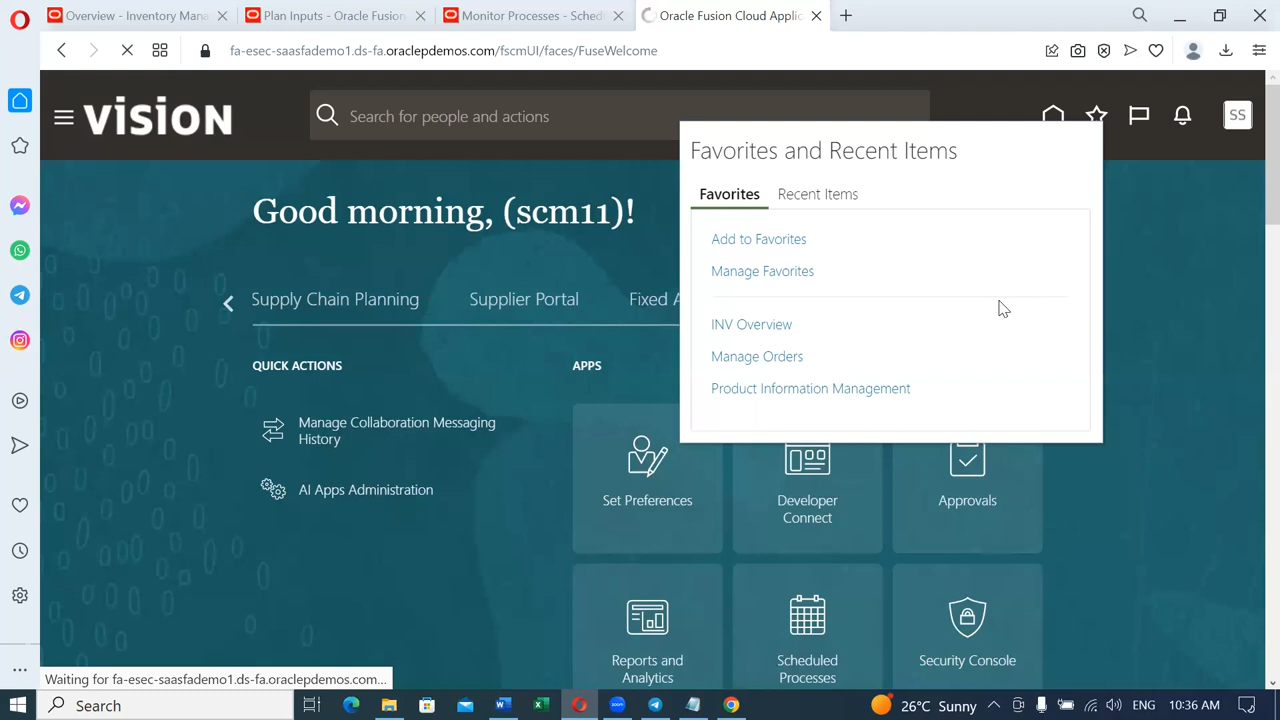 Overview - Inventory Mana
Plan Inputs - Oracle Fusion
Monitor Processes - Sched
Oracle Fusion Cloud Applic
fa-esec-saasfademo1.ds-fa.oraclepdemos.com/fscmUI/faces/FuseWelcome
vision
Search for people and actions
SS
Favorites and Recent Items
Favorites
Recent Items
Add to Favorites
Manage Favorites
INV Overview
Manage Orders
Product Information Management
Good morning, (scm11)!
Supply Chain Planning
Supplier Portal
Fixed A
QUICK ACTIONS
APPS
Manage Collaboration Messaging
History
AI Apps Administration
Set Preferences
Developer
Connect
Approvals
Reports and
Analytics
Scheduled
Processes
Security Console
Waiting for fa-esec-saasfademo1.ds-fa.oraclepdemos.com...
Search
26°C Sunny
ENG
10:36 AM